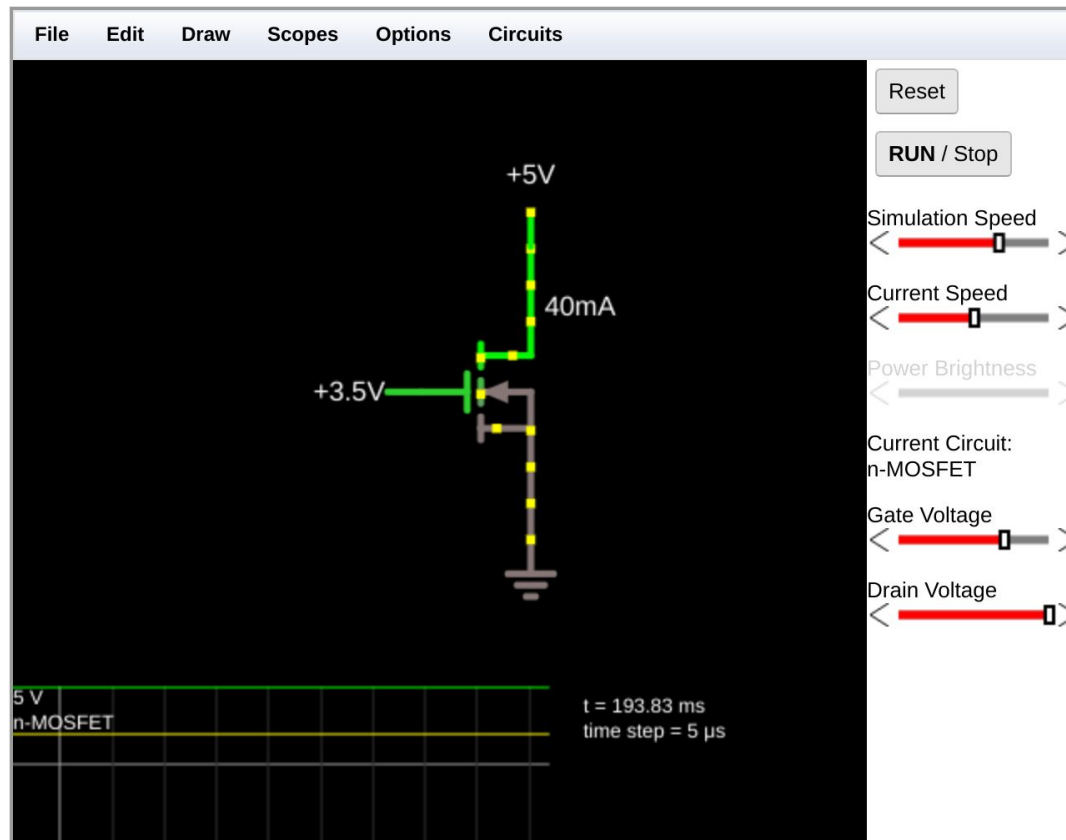 File Edit Draw Scopes Options Circuits
Reset
RUN / Stop
+5V
Simulation Speed
Current Speed
40mA
Power Brightness
+3.5V
Current Circuit:
n-MOSFET
Gate Voltage
Drain Voltage
5 V
n-MOSFET
t = 193.83 ms
time step = 5 µs